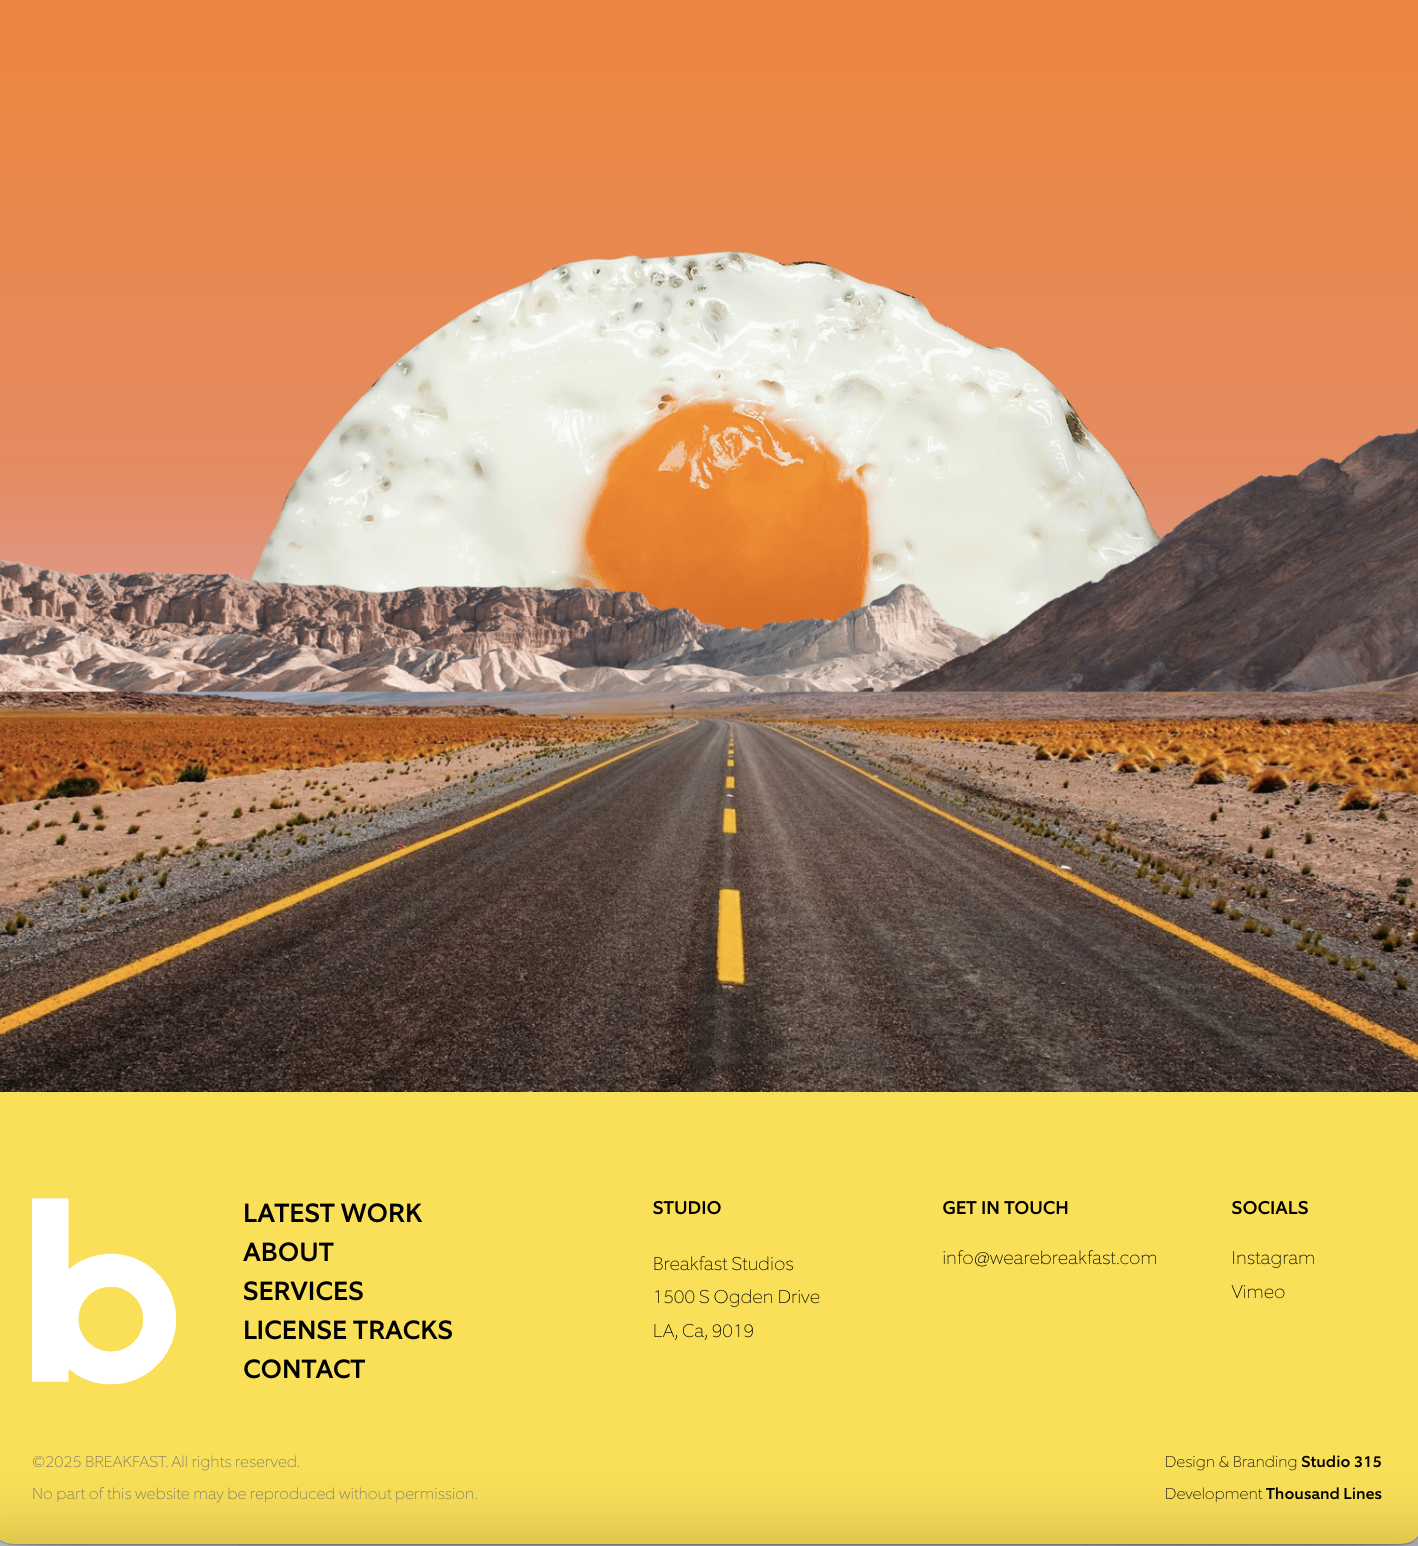 b
LATEST WORK
ABOUT
SERVICES
LICENSE TRACKS
CONTACT
STUDIO
Breakfast Studios
1500 S Ogden Drive
LA, Ca, 9019
GET IN TOUCH
info@wearebreakfast.com
SOCIALS
Instagram
Vimeo
©2025 BREAKFAST. All rights reserved.
No part of this website may be reproduced without permission.
Design & Branding Studio 315
Development Thousand Lines